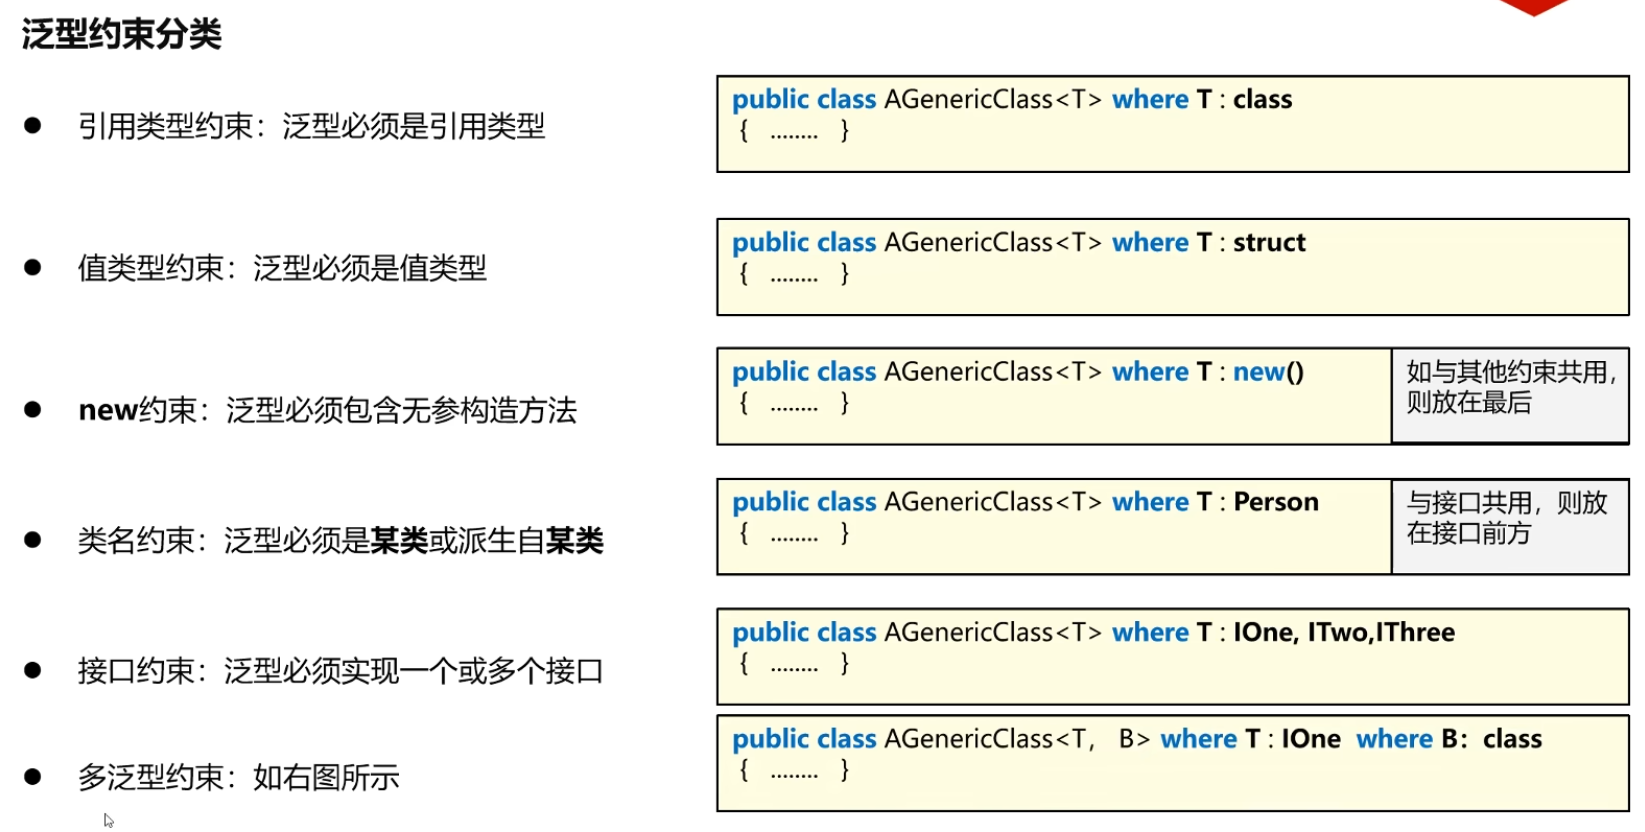 泛型约束分类
● 引用类型约束：泛型必须是引用类型
public class AGenericClass<T> where T : class
{ ........ }
● 值类型约束：泛型必须是值类型
public class AGenericClass<T> where T : struct
{ ........ }
● new约束：泛型必须包含无参构造方法
public class AGenericClass<T> where T : new()
{ ........ }
如与其他约束共用，
则放在最后
● 类名约束：泛型必须是某类或派生自某类
public class AGenericClass<T> where T : Person
{ ........ }
与接口共用，则放
在接口前方
● 接口约束：泛型必须实现一个或多个接口
public class AGenericClass<T> where T : IOne, ITwo,IThree
{ ........ }
● 多泛型约束：如右图所示
public class AGenericClass<T, B> where T : IOne where B：class
{ ........ }